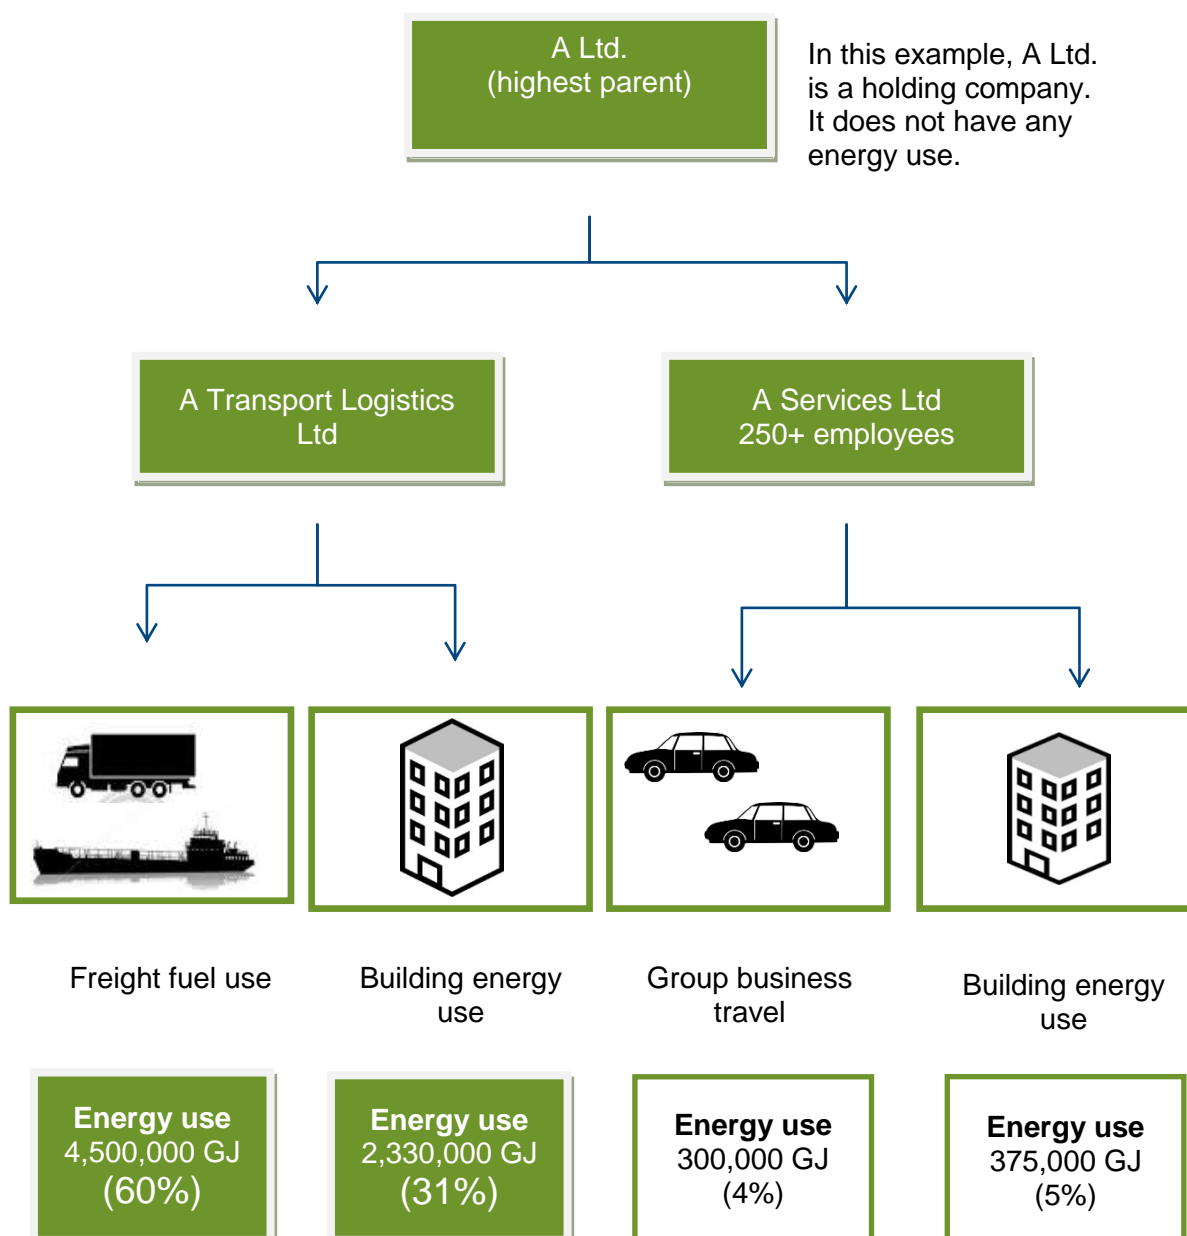 A Ltd.
(highest parent)
In this example, A Ltd.
is a holding company.
It does not have any
energy use.
A Transport Logistics
Ltd
A Services Ltd
250+ employees
Freight fuel use
Building energy
use
Group business
travel
Building energy
use
Energy use
4,500,000 GJ
(60%)
Energy use
2,330,000 GJ
(31%)
Energy use
300,000 GJ
(4%)
Energy use
375,000 GJ
(5%)